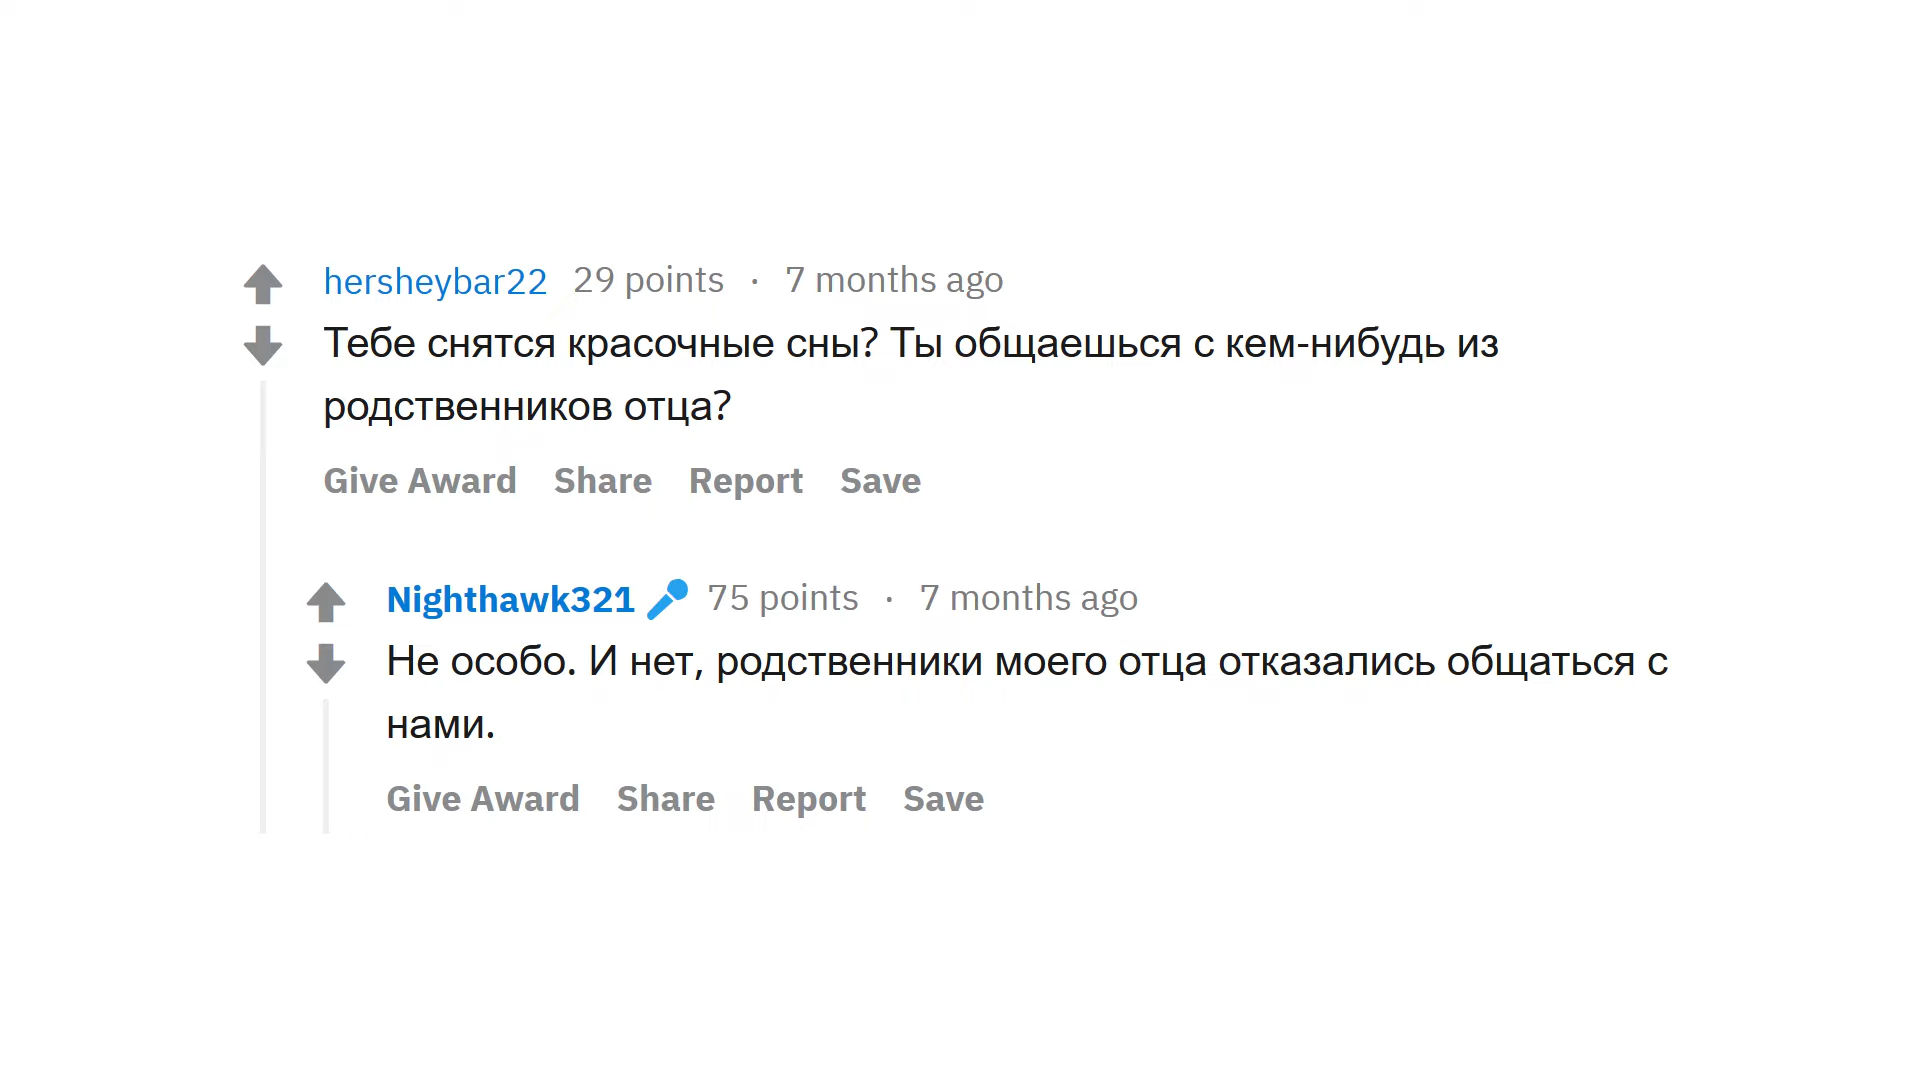 hersheybar22 29 points · 7 months ago
Тебе снятся красочные сны? Ты общаешься с кем-нибудь из
родственников отца?
Give Award Share Report Save
Nighthawk321 75 points · 7 months ago
Не особо. И нет, родственники моего отца отказались общаться с
нами.
Give Award Share Report Save